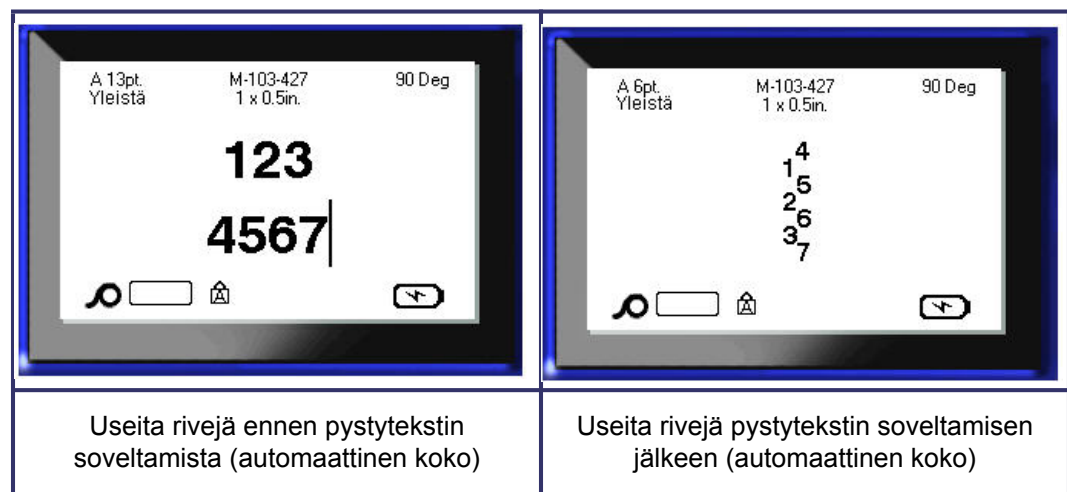 A 13pt.
Yleistä
M-103-427
1 x 0.5in.
90 Deg
123
4567
A
A 6pt.
Yleistä
M-103-427
1 x 0.5in.
90 Deg
4
1
5
2
6
3
7
A
Useita rivejä ennen pystytekstin
soveltamista (automaattinen koko)
Useita rivejä pystytekstin soveltamisen
jälkeen (automaattinen koko)